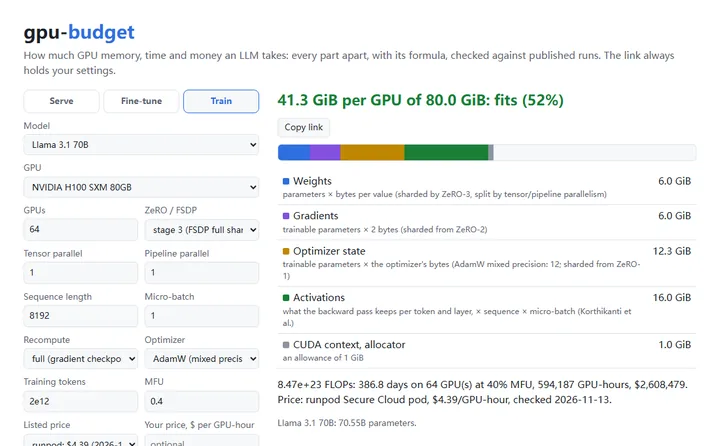 gpu-budget
How much GPU memory, time and money an LLM takes: every part apart, with its formula, checked against published runs. The link always
holds your settings.
Serve
Fine-tune
Train
Model
Llama 3.1 70B
GPU
NVIDIA H100 SXM 80GB
GPUs
ZeRO / FSDP
64
stage 3 (FSDP full shar
Tensor parallel
Pipeline parallel
1
1
Sequence length
Micro-batch
8192
1
Recompute
Optimizer
full (gradient checkpo
AdamW (mixed precis
Training tokens
MFU
2e12
0,4
Listed price
Your price, $ per GPU-hour
runpod: $4.39 (2026-1
optional
41.3 GiB per GPU of 80.0 GiB: fits (52%)
Copy link
Weights
6.0 GiB
parameters × bytes per value (sharded by ZeRO-3, split by tensor/pipeline parallelism)
Gradients
6.0 GiB
trainable parameters × 2 bytes (sharded from ZeRO-2)
Optimizer state
12.3 GiB
trainable parameters × the optimizer's bytes (AdamW mixed precision: 12; sharded from ZeRO-
1)
Activations
16.0 GiB
what the backward pass keeps per token and layer, × sequence × micro-batch (Korthikanti et
al.)
CUDA context, allocator
1.0 GiB
an allowance of 1 GiB
8.47e+23 FLOPs: 386.8 days on 64 GPU(s) at 40% MFU, 594,187 GPU-hours, $2,608,479.
Price: runpod Secure Cloud pod, $4.39/GPU-hour, checked 2026-11-13.
Llama 3.1 70B: 70.55B parameters.